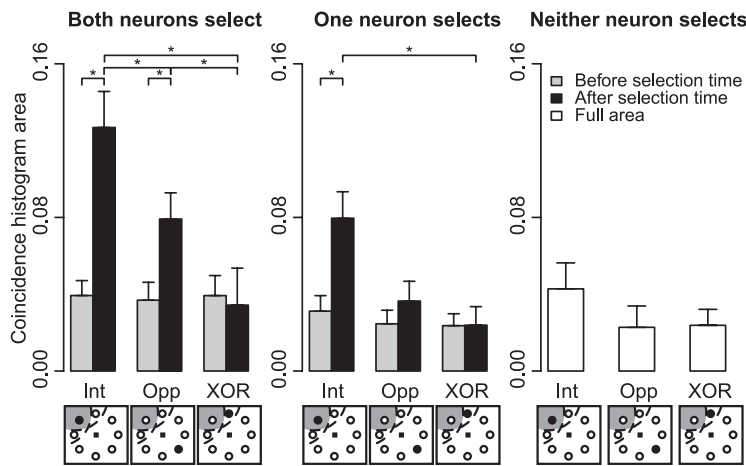 Both neurons select
One neuron selects
Neither neuron selects
Coincidence histogram area
0.16
0.08
0.00
* * * * *
Int Opp XOR
0.16
0.08
0.00
* *
Int Opp XOR
0.16
0.08
0.00
Before selection time
After selection time
Full area
Int Opp XOR